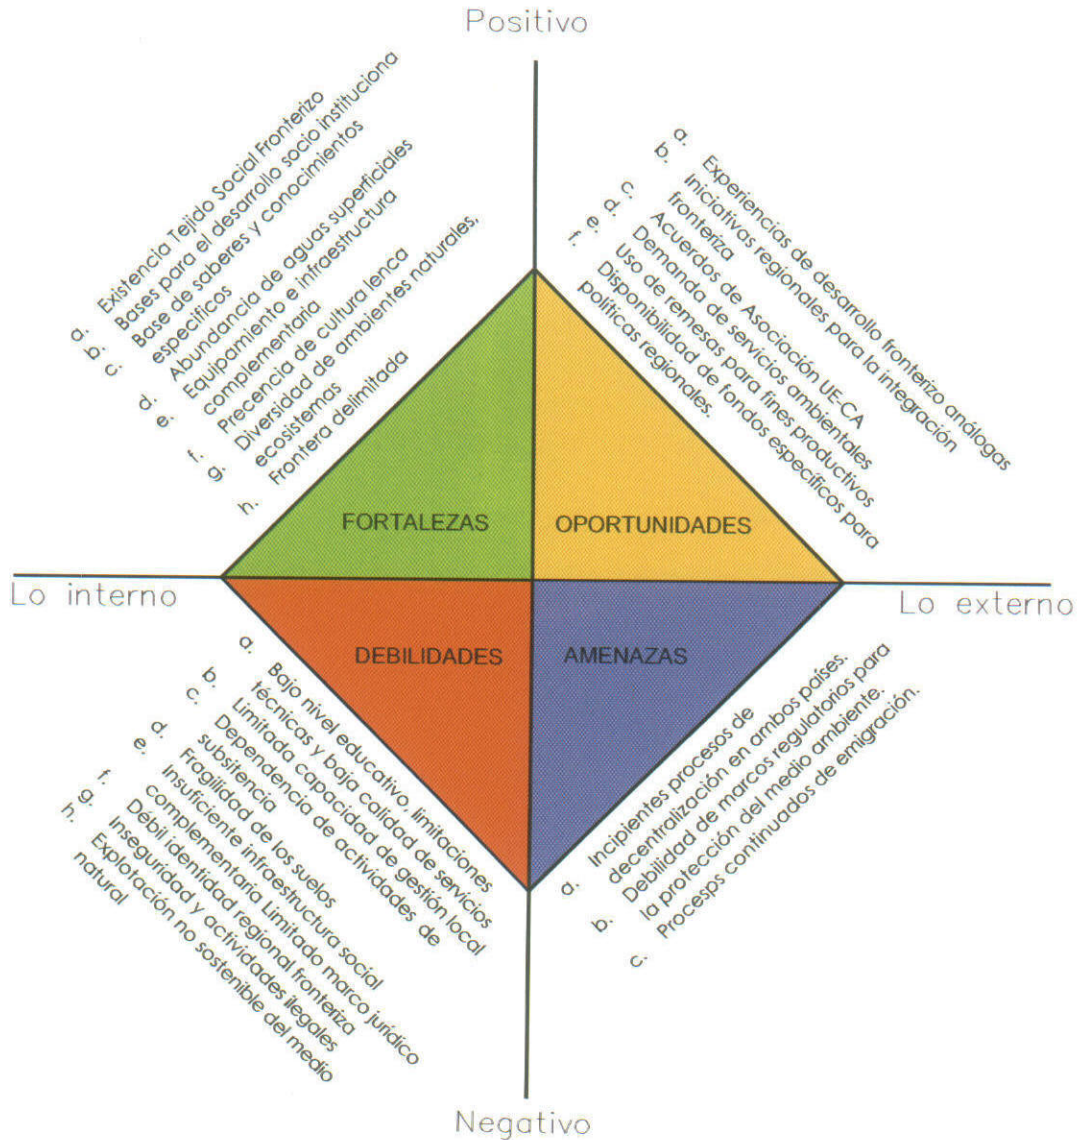 Positivo
a. Existencia Tejido Social Fronterizo
b. Bases para el desarrollo socio instituciona
c. Base de saberes y conocimientos
específicos
d. Abundancia de aguas superficiales
e. Equipamiento e infraestructura
complementaria
f. Precencia de cultura lenca
g. Diversidad de ambientes naturales,
ecosistemas
h. Frontera delimitada
a. Experiencias de desarrollo fronterizo análogas
b. Iniciativas regionales para la integración
fronteriza
c. Acuerdos de Asociación UE-CA
d. Demanda de servicios ambientales
e. Uso de remesas para fines productivos
f. Disponibilidad de fondos específicos para
políticas regionales.
FORTALEZAS
OPORTUNIDADES
Lo interno
Lo externo
DEBILIDADES
AMENAZAS
a. Bajo nivel educativo, limitaciones
técnicas y baja calidad de servicios
b. Limitada capacidad de gestión local
c. Dependencia de actividades de
subsitencia
d. Fragilidad de los suelos
e. Insuficiente infraestructura social
complementaria Limitado marco jurídico
f. Débil identidad regional fronteriza
g. Inseguridad y actividades ilegales
h. Explotación no sostenible del medio
natural
a. Incipientes procesos de
decentralización en ambos países.
b. Debilidad de marcos regulatorios para
la protección del medio ambiente.
c. Procesps continuados de emigración.
Negativo